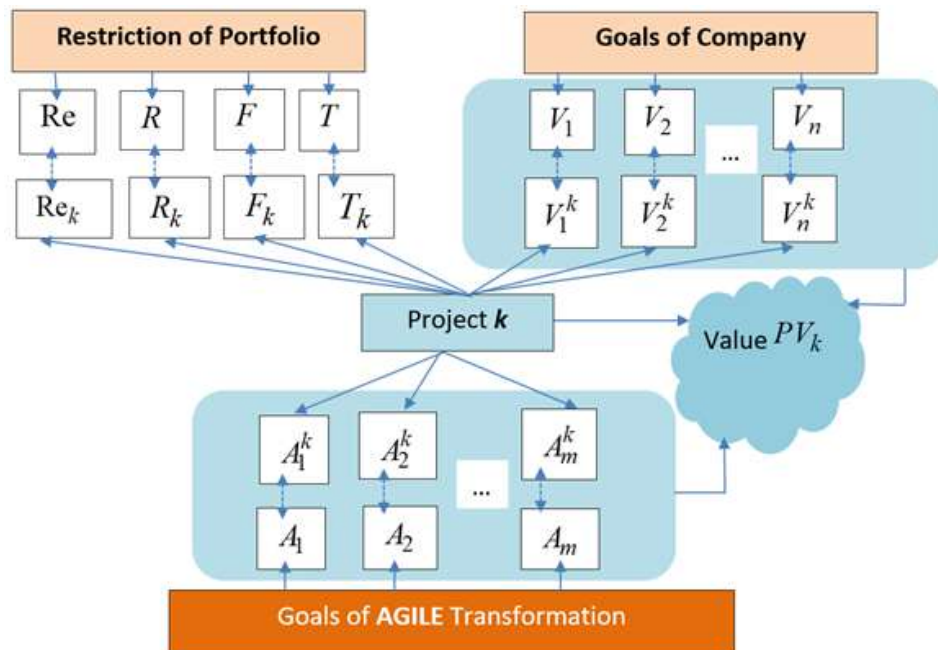 Restriction of Portfolio
Goals of Company
Re R F T
V₁ V₂ ... Vₙ
Reₖ Rₖ Fₖ Tₖ
V₁ᵏ V₂ᵏ Vₙᵏ
Project k
Value PVₖ
A₁ᵏ A₂ᵏ ... Aₘᵏ
A₁ A₂ Aₘ
Goals of AGILE Transformation